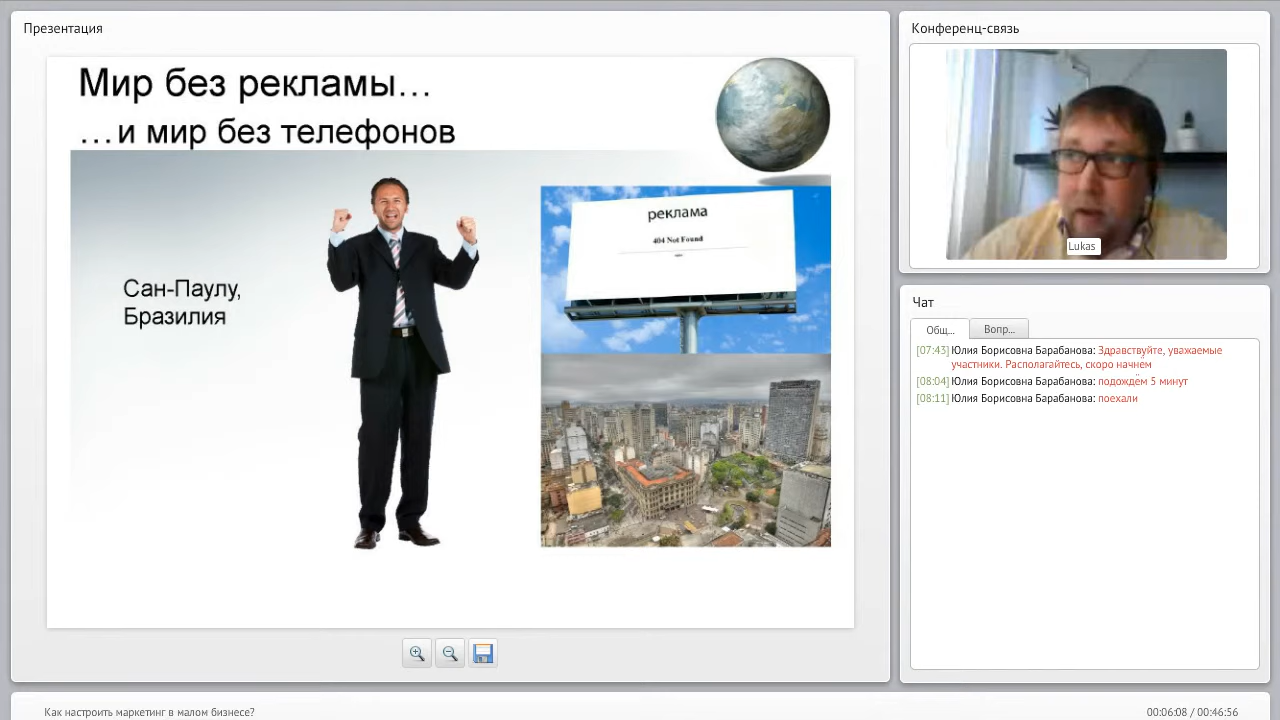 Презентация
Мир без рекламы…
…и мир без телефонов
Сан-Паулу,
Бразилия
реклама
404 Not Found
Конференц-связь
Lukas
Чат
Общ...
Вопр...
[07:43] Юлия Борисовна Барабанова: Здравствуйте, уважаемые
участники. Располагайтесь, скоро начнём
[08:04] Юлия Борисовна Барабанова: подождём 5 минут
[08:11] Юлия Борисовна Барабанова: поехали
Как настроить маркетинг в малом бизнесе?
00:06:08 / 00:46:56